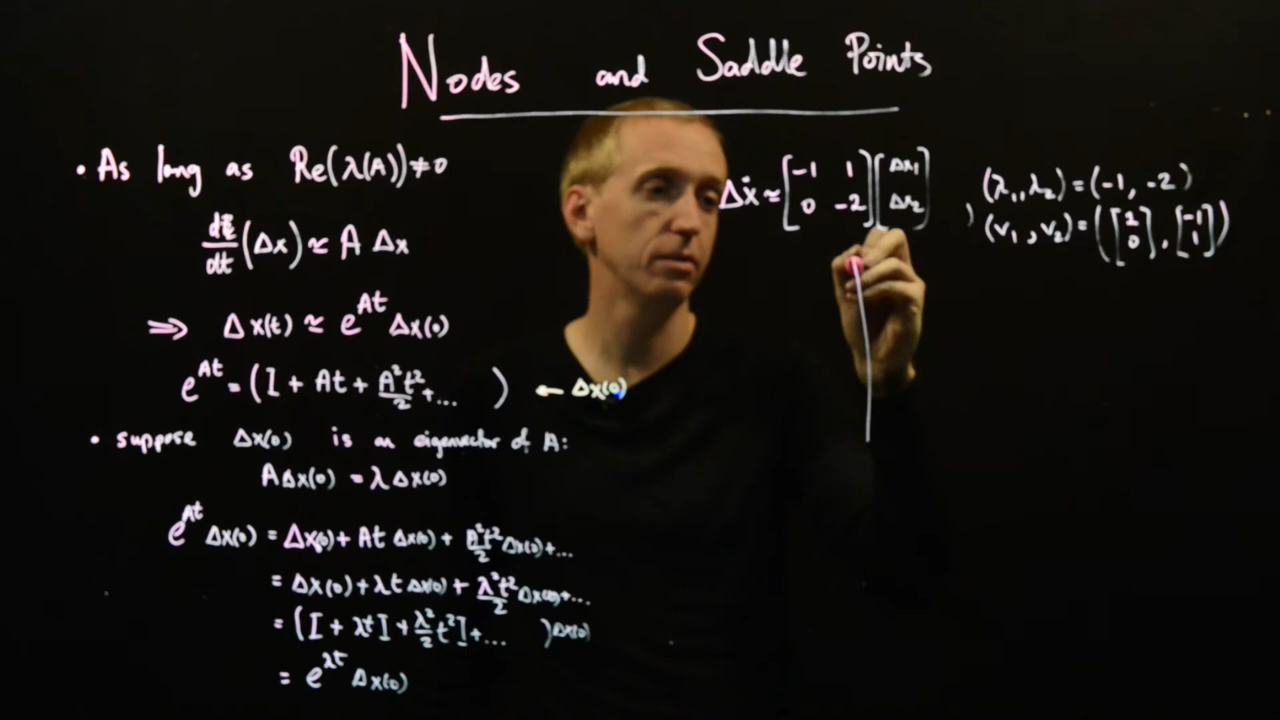 Nodes and Saddle Points
• As long as Re(λ(A))≠0
d/dt (Δx) ≈ A Δx
⇒ Δx(t) ≈ e^{At} Δx(0)
e^{At} = (I + At + A²t²/2 + ... ) ← Δx(0)
• suppose Δx(0) is an eigenvector of A:
AΔx(0) = λΔx(0)
e^{At} Δx(0) = Δx(0) + At Δx(0) + A²t²/2 Δx(0) + ...
= Δx(0) + λt Δx(0) + λ²t²/2 Δx(0) + ...
= (I + λtI + λ²/2 t²I + ... )Δx(0)
= e^{λt} Δx(0)
Δẋ ≈ [-1 1; 0 -2] [Δx1; Δx2]
(λ₁, λ₂) = (-1, -2)
(v₁, v₂) = ([1; 0], [-1; 1])